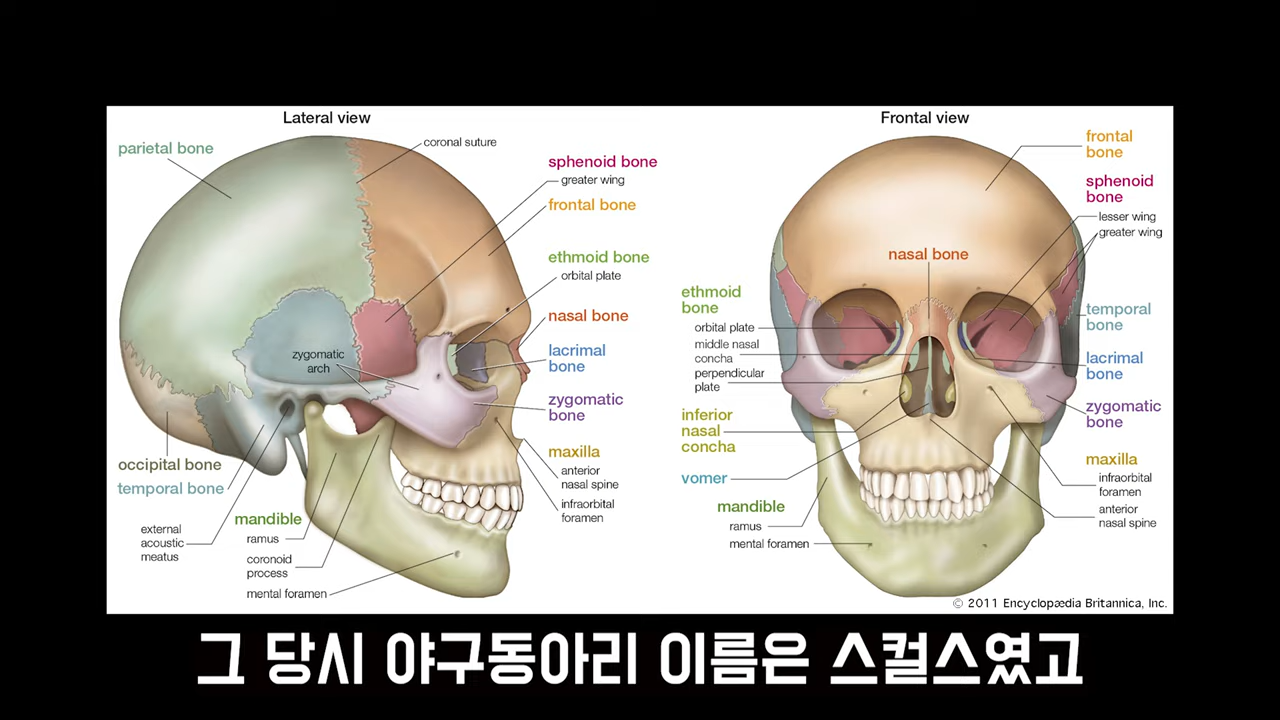 Lateral view
parietal bone
coronal suture
sphenoid bone
greater wing
frontal bone
ethmoid bone
orbital plate
nasal bone
lacrimal
bone
zygomatic
arch
zygomatic
bone
maxilla
anterior
nasal spine
infraorbital
foramen
occipital bone
temporal bone
external
acoustic
meatus
mandible
ramus
coronoid
process
mental foramen
Frontal view
frontal
bone
sphenoid
bone
lesser wing
greater wing
nasal bone
ethmoid
bone
orbital plate
middle nasal
concha
perpendicular
plate
inferior
nasal
concha
vomer
mandible
ramus
mental foramen
temporal
bone
lacrimal
bone
zygomatic
bone
maxilla
infraorbital
foramen
anterior
nasal spine
© 2011 Encyclopædia Britannica, Inc.
그 당시 야구동아리 이름은 스컬스였고